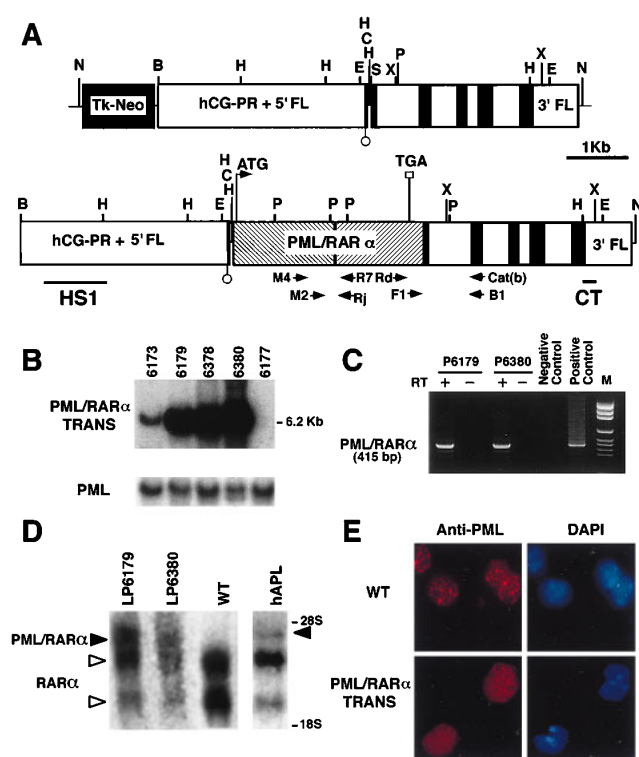 A
N B H H E H C H S X P H X E N
Tk-Neo hCG-PR + 5' FL 3' FL
1Kb
B H H E H C H ATG P P P TGA X P H X E N
hCG-PR + 5' FL PML/RAR α 3' FL
HS1 M4 R7 Rd Cat(b) CT
M2 Rj F1 B1
B
6173 6179 6378 6380 6177
PML/RARα
TRANS
- 6.2 Kb
PML
C
P6179 P6380 Negative Control Positive Control M
RT + − + −
PML/RARα
(415 bp)
D
LP6179 LP6380 WT hAPL
- 28S
PML/RARα
RARα
- 18S
E
Anti-PML DAPI
WT
PML/RARα
TRANS